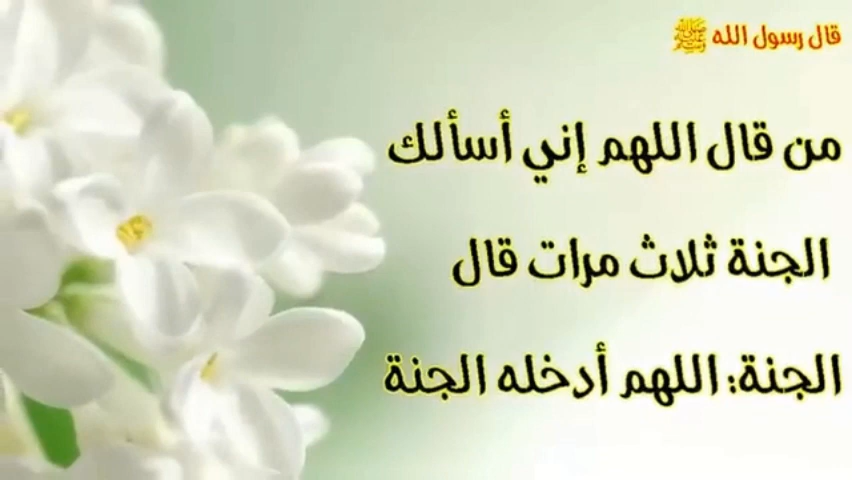 قال رسول الله ﷺ
من قال اللهم إني أسألك
الجنة ثلاث مرات قال
الجنة: اللهم أدخله الجنة